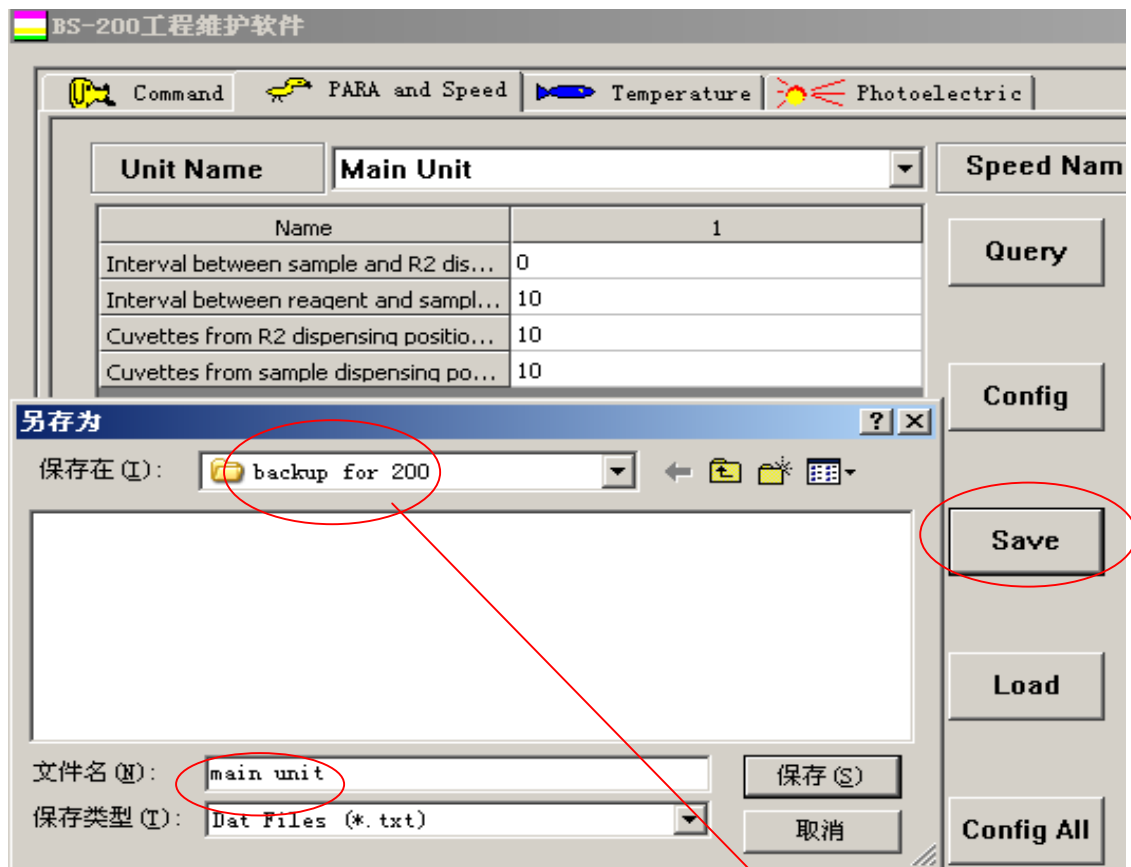 BS-200工程维护软件
Command PARA and Speed Temperature Photoelectric
Unit Name Main Unit Speed Nam
Name 1
Interval between sample and R2 dis... 0
Interval between reagent and sampl... 10
Cuvettes from R2 dispensing positio... 10
Cuvettes from sample dispensing po... 10
Query
Config
Save
Load
Config All
另存为
保存在(I): backup for 200
文件名(N): main unit 保存(S)
保存类型(T): Dat Files (*.txt) 取消